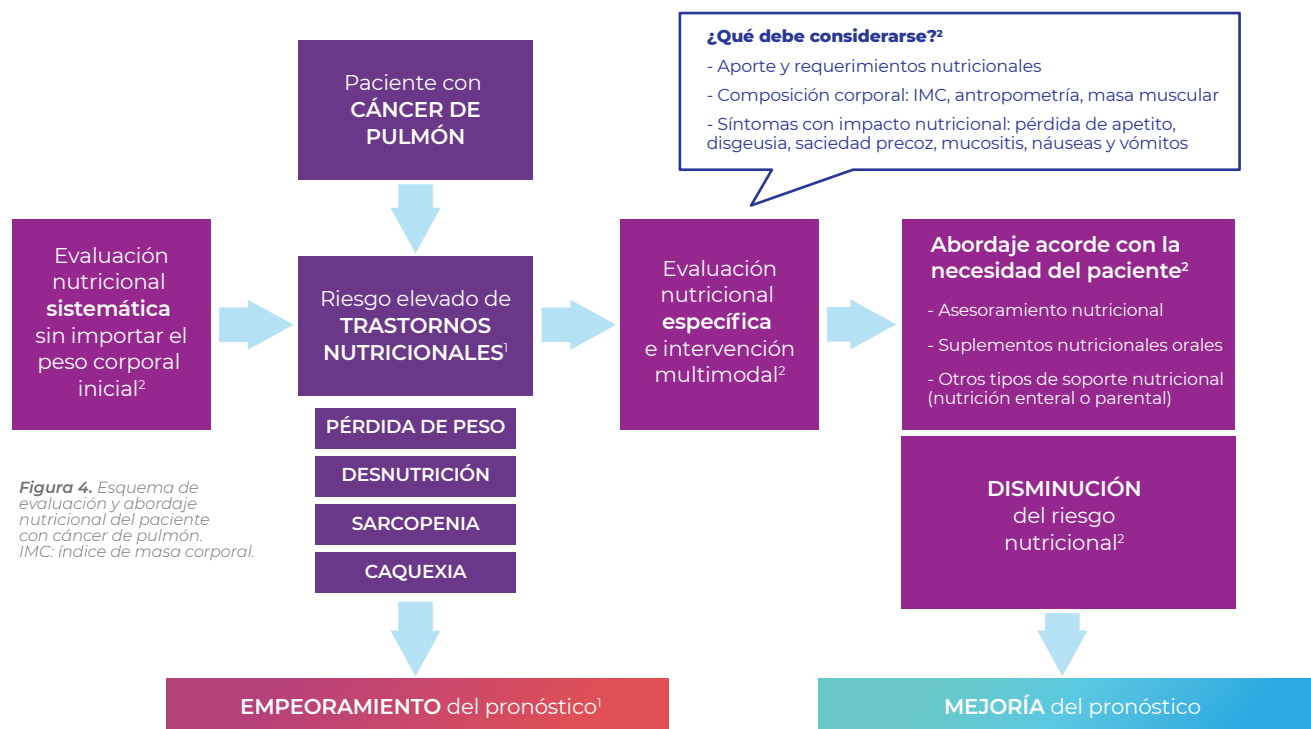 Paciente con
CÁNCER DE
PULMÓN
¿Qué debe considerarse?²
- Aporte y requerimientos nutricionales
- Composición corporal: IMC, antropometría, masa muscular
- Síntomas con impacto nutricional: pérdida de apetito,
disgeusia, saciedad precoz, mucositis, náuseas y vómitos
Evaluación
nutricional
sistemática
sin importar el
peso corporal
inicial²
Riesgo elevado de
TRASTORNOS
NUTRICIONALES¹
PÉRDIDA DE PESO
DESNUTRICIÓN
SARCOPENIA
CAQUEXIA
Evaluación
nutricional
específica
e intervención
multimodal²
Abordaje acorde con la
necesidad del paciente²
- Asesoramiento nutricional
- Suplementos nutricionales orales
- Otros tipos de soporte nutricional
(nutrición enteral o parental)
DISMINUCIÓN
del riesgo
nutricional²
Figura 4. Esquema de
evaluación y abordaje
nutricional del paciente
con cáncer de pulmón.
IMC: índice de masa corporal.
EMPEORAMIENTO del pronóstico¹
MEJORÍA del pronóstico